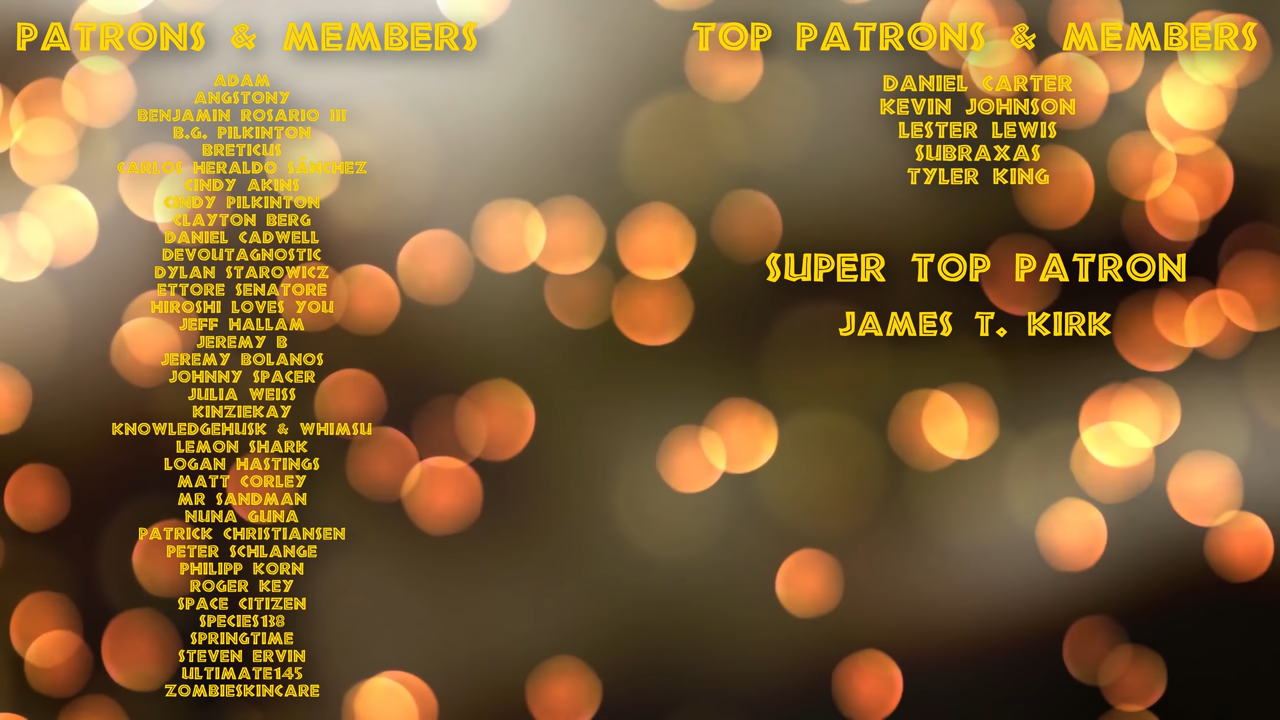 PATRONS & MEMBERS
ADAM
ANGSTONY
BENJAMIN ROSARIO III
B.G. PILKINTON
BRETICUS
CARLOS HERALDO SÁNCHEZ
CINDY AKINS
CINDY PILKINTON
CLAYTON BERG
DANIEL CADWELL
DEVOUTAGNOSTIC
DYLAN STAROWICZ
ETTORE SENATORE
HIROSHI LOVES YOU
JEFF HALLAM
JEREMY B
JEREMY BOLANOS
JOHNNY SPACER
JULIA WEISS
KINZIEKAY
KNOWLEDGEHUSK & WHIMSU
LEMON SHARK
LOGAN HASTINGS
MATT CORLEY
MR SANDMAN
NUNA GUNA
PATRICK CHRISTIANSEN
PETER SCHLANGE
PHILIPP KORN
ROGER KEY
SPACE CITIZEN
SPECIES138
SPRINGTIME
STEVEN ERVIN
ULTIMATE145
ZOMBIESKINCARE
TOP PATRONS & MEMBERS
DANIEL CARTER
KEVIN JOHNSON
LESTER LEWIS
SUBRAXAS
TYLER KING
SUPER TOP PATRON
JAMES T. KIRK